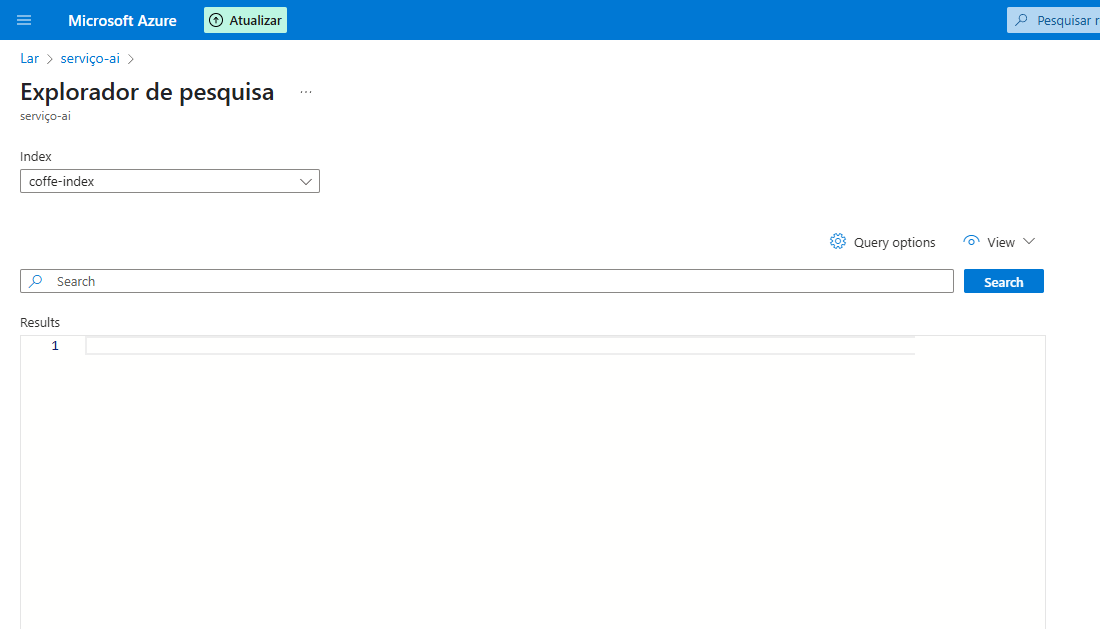 Microsoft Azure Atualizar Pesquisar r
Lar > serviço-ai >
Explorador de pesquisa ...
serviço-ai
Index
coffe-index
Query options View
Search Search
Results
1